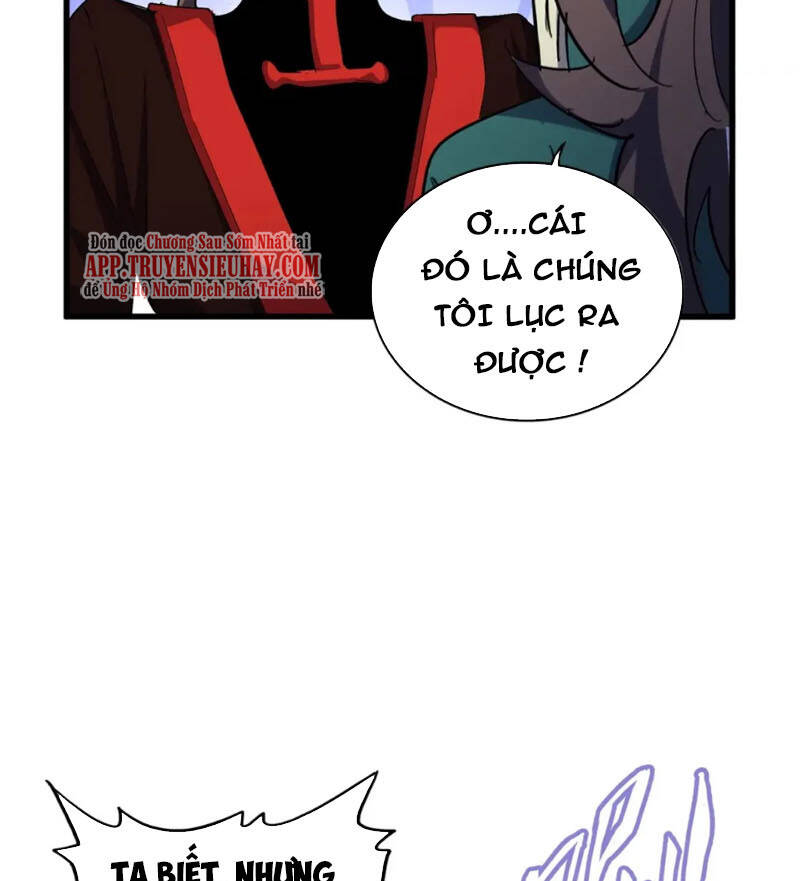 Đón đọc Chương Sau Sớm Nhất tại
APP.TRUYENSIEUHAY.COM
để Ủng Hộ Nhóm Dịch Phát Triển nhé
Ơ....CÁI
ĐÓ LÀ CHÚNG
TÔI LỤC RA
ĐƯỢC !
TA BIẾT, NHƯNG